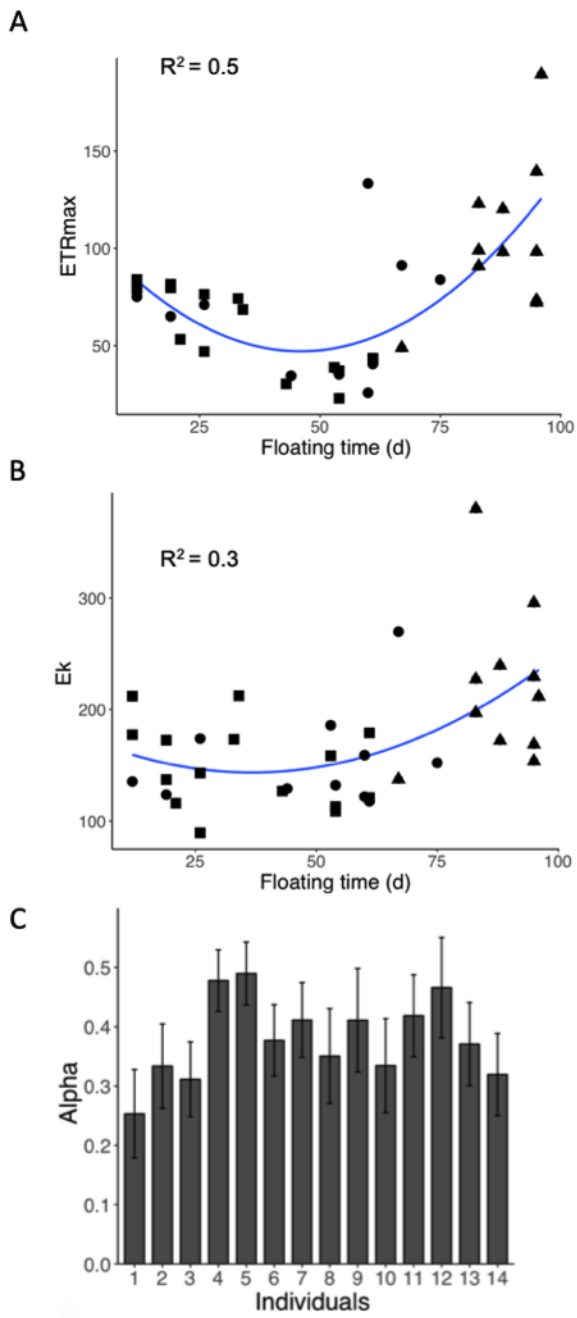 A
R² = 0.5
150
100
50
ETRmax
25 50 75 100
Floating time (d)
B
R² = 0.3
300
200
100
Ek
25 50 75 100
Floating time (d)
C
0.5
0.4
0.3
0.2
0.1
0.0
Alpha
1 2 3 4 5 6 7 8 9 10 11 12 13 14
Individuals